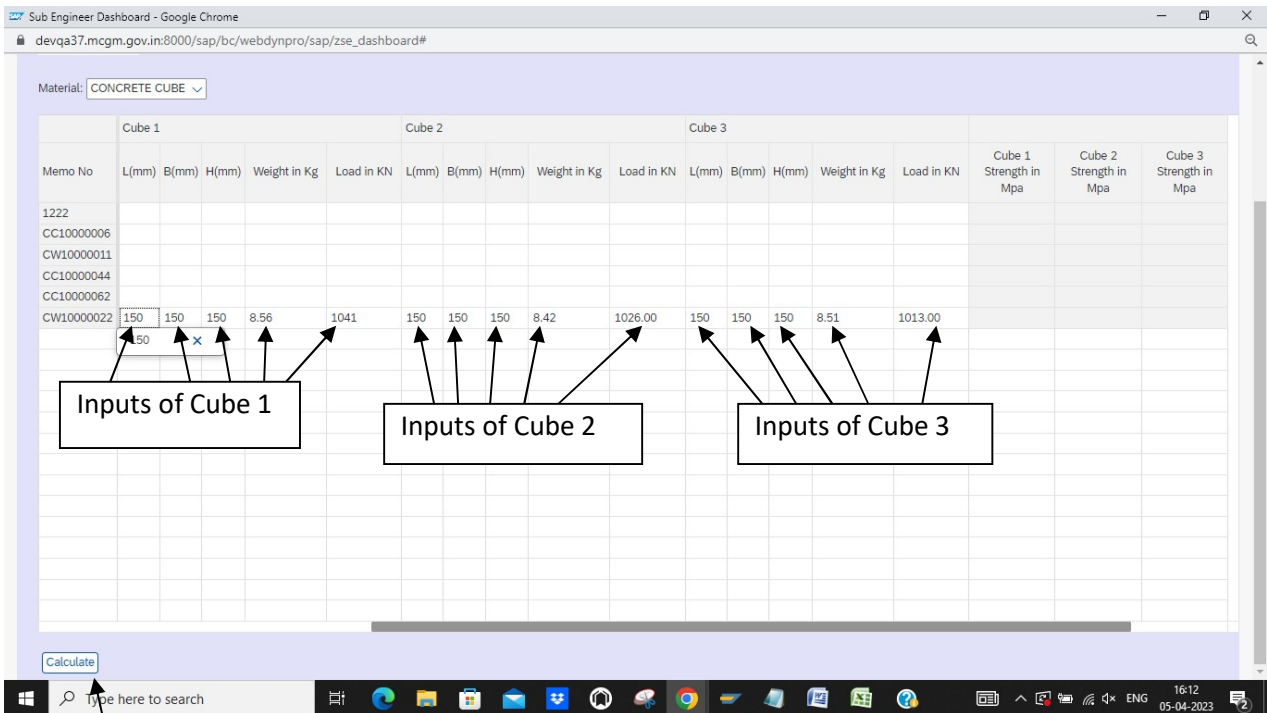 Sub Engineer Dashboard - Google Chrome
devqa37.mcgm.gov.in:8000/sap/bc/webdynpro/sap/zse_dashboard#
Material: CONCRETE CUBE
Cube 1 Cube 2 Cube 3
Memo No L(mm) B(mm) H(mm) Weight in Kg Load in KN L(mm) B(mm) H(mm) Weight in Kg Load in KN L(mm) B(mm) H(mm) Weight in Kg Load in KN Cube 1 Strength in Mpa Cube 2 Strength in Mpa Cube 3 Strength in Mpa
1222
CC10000006
CW10000011
CC10000044
CC10000062
CW10000022 150 150 150 8.56 1041 150 150 150 8.42 1026.00 150 150 150 8.51 1013.00
150
Inputs of Cube 1
Inputs of Cube 2
Inputs of Cube 3
Calculate
Type here to search
ENG
16:12
05-04-2023
2